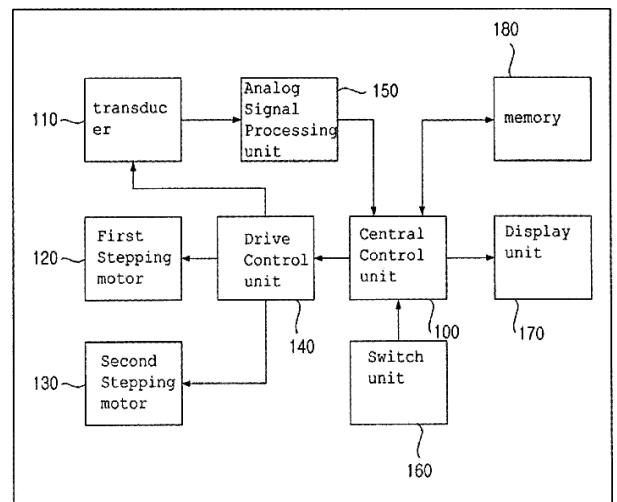 180
150
110
transduc
er
Analog
Signal
Processing
unit
memory
120
First
Stepping
motor
Drive
Control
unit
Central
Control
unit
Display
unit
140
100
170
130
Second
Stepping
motor
Switch
unit
160